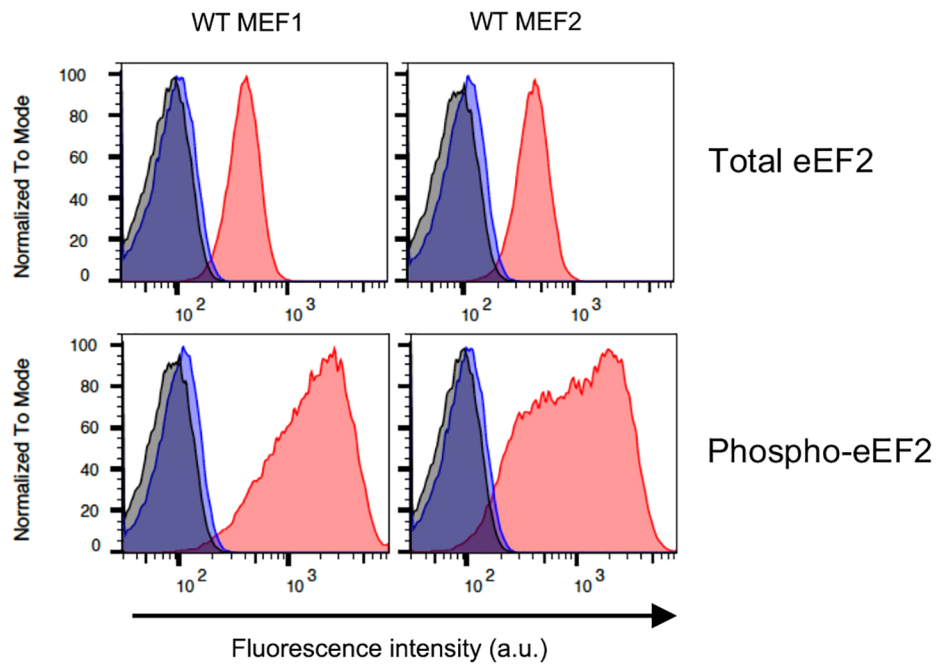 WT MEF1 WT MEF2
Normalized To Mode
100
80
60
40
20
0
10^2 10^3 10^2 10^3
Total eEF2
Normalized To Mode
100
80
60
40
20
0
10^2 10^3 10^2 10^3
Phospho-eEF2
Fluorescence intensity (a.u.)